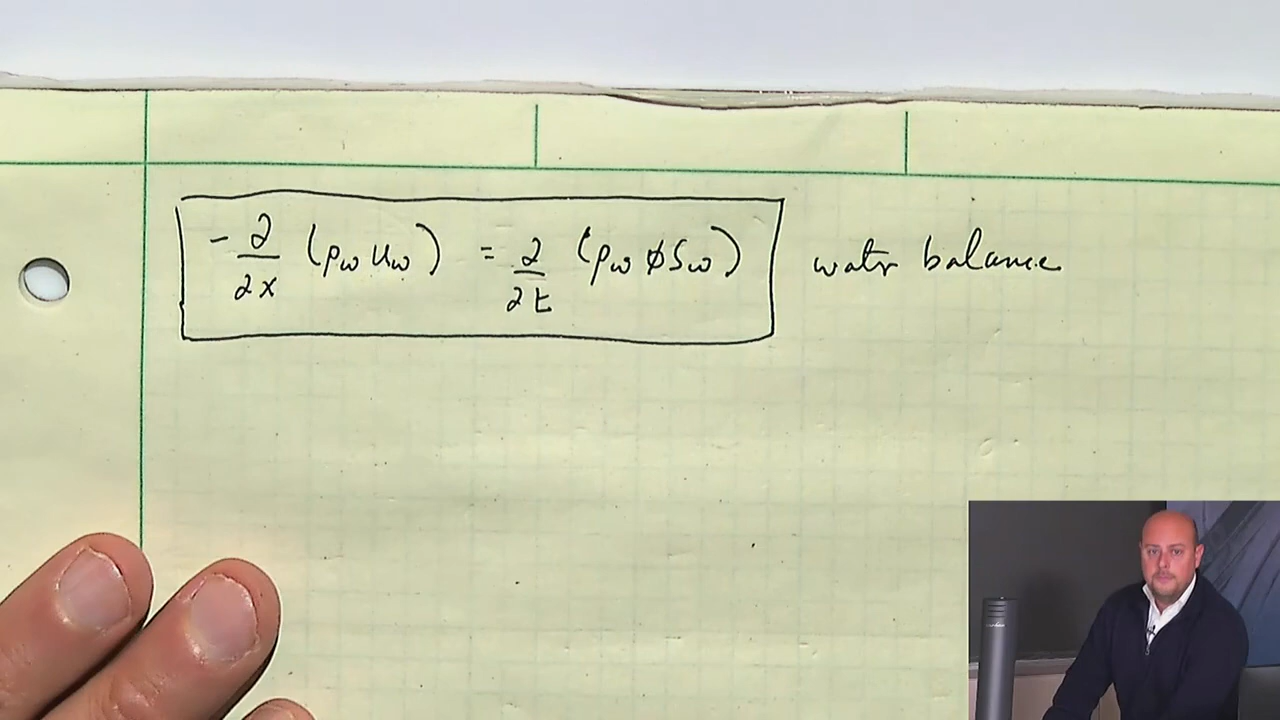 -∂/∂x (ρw uw) = ∂/∂t (ρw ϕ Sw) water balance